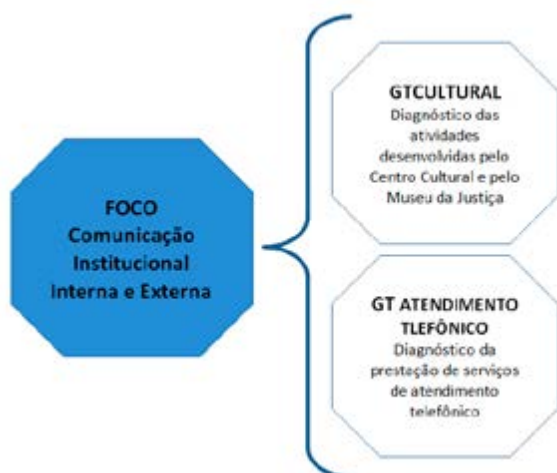 FOCO
Comunicação
Institucional
Interna e Externa
GTCULTURAL
Diagnóstico das
atividades
desenvolvidas pelo
Centro Cultural e pelo
Museu da Justiça
GT ATENDIMENTO
TLEFÔNICO
Diagnóstico da
prestação de serviços
de atendimento
telefônico